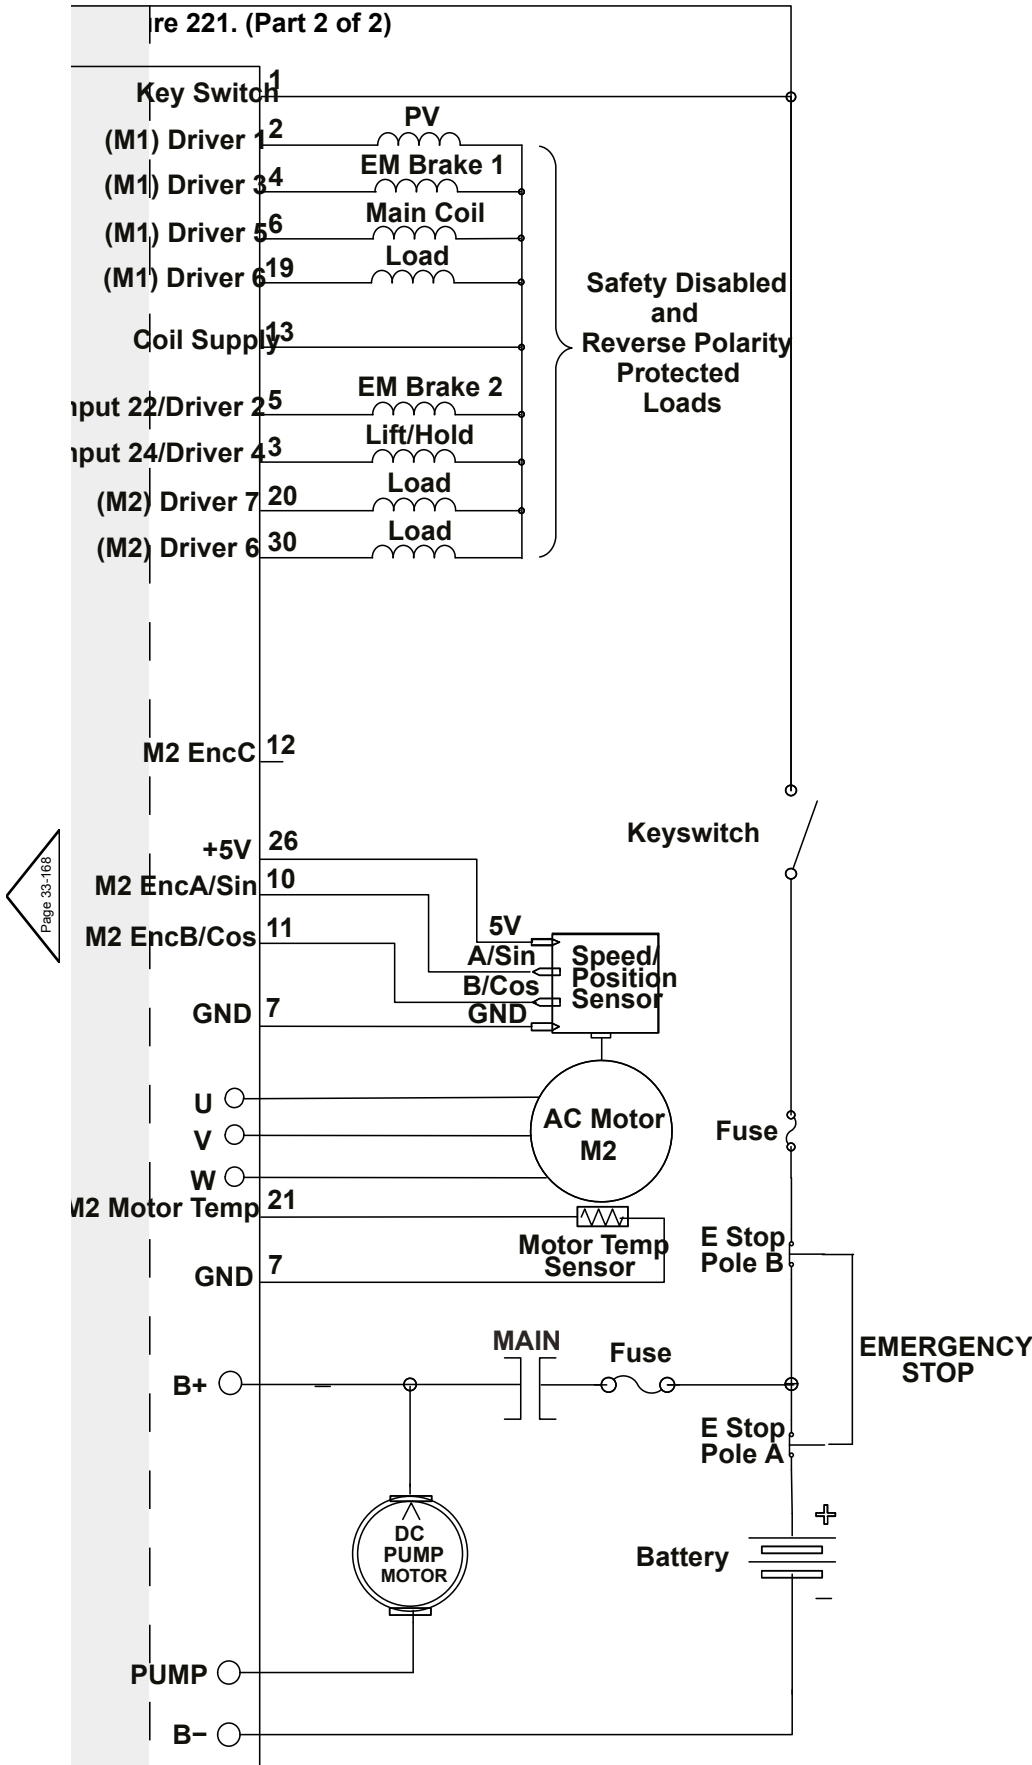 ure 221. (Part 2 of 2)
Key Switch 1
(M1) Driver 1 2 PV
(M1) Driver 3 4 EM Brake 1
(M1) Driver 5 6 Main Coil
(M1) Driver 6 19 Load
Coil Supply 13
Safety Disabled
and
Reverse Polarity
Protected
Loads
nput 22/Driver 2 5 EM Brake 2
nput 24/Driver 4 3 Lift/Hold
(M2) Driver 7 20 Load
(M2) Driver 6 30 Load
M2 EncC 12
Keyswitch
+5V 26
M2 EncA/Sin 10
M2 EncB/Cos 11
GND 7
Page 33-168
5V
A/Sin
B/Cos
GND
Speed/
Position
Sensor
U
V
W
AC Motor
M2
Fuse
M2 Motor Temp 21
GND 7
Motor Temp
Sensor
E Stop
Pole B
EMERGENCY
STOP
B+
MAIN
Fuse
E Stop
Pole A
DC
PUMP
MOTOR
Battery
+
−
PUMP
B−